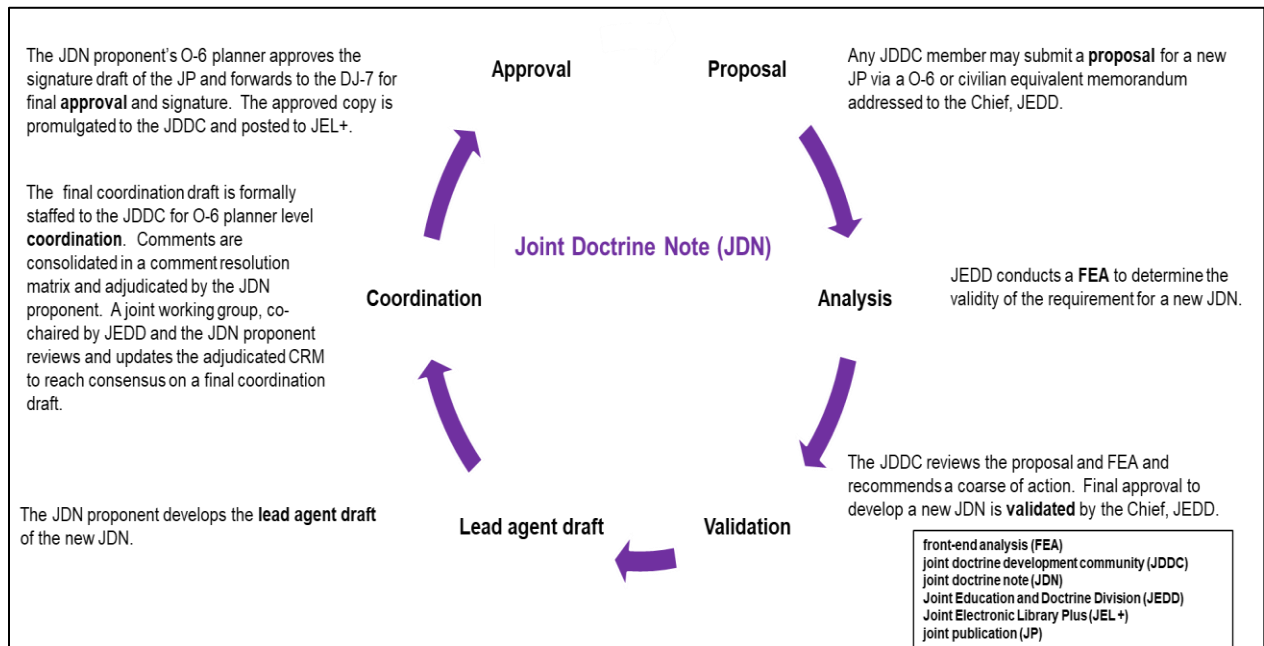 Approval
The JDN proponent's O-6 planner approves the
signature draft of the JP and forwards to the DJ-7 for
final approval and signature. The approved copy is
promulgated to the JDDC and posted to JEL+.
Proposal
Any JDDC member may submit a proposal for a new
JP via a O-6 or civilian equivalent memorandum
addressed to the Chief, JEDD.
The final coordination draft is formally
staffed to the JDDC for O-6 planner level
coordination. Comments are
consolidated in a comment resolution
matrix and adjudicated by the JDN
proponent. A joint working group, co-
chaired by JEDD and the JDN proponent
reviews and updates the adjudicated CRM
to reach consensus on a final coordination
draft.
Coordination
Joint Doctrine Note (JDN)
Analysis
JEDD conducts a FEA to determine the
validity of the requirement for a new JDN.
The JDN proponent develops the lead agent draft
of the new JDN.
Lead agent draft
Validation
The JDDC reviews the proposal and FEA and
recommends a coarse of action. Final approval to
develop a new JDN is validated by the Chief, JEDD.
front-end analysis (FEA)
joint doctrine development community (JDDC)
joint doctrine note (JDN)
Joint Education and Doctrine Division (JEDD)
Joint Electronic Library Plus (JEL +)
joint publication (JP)